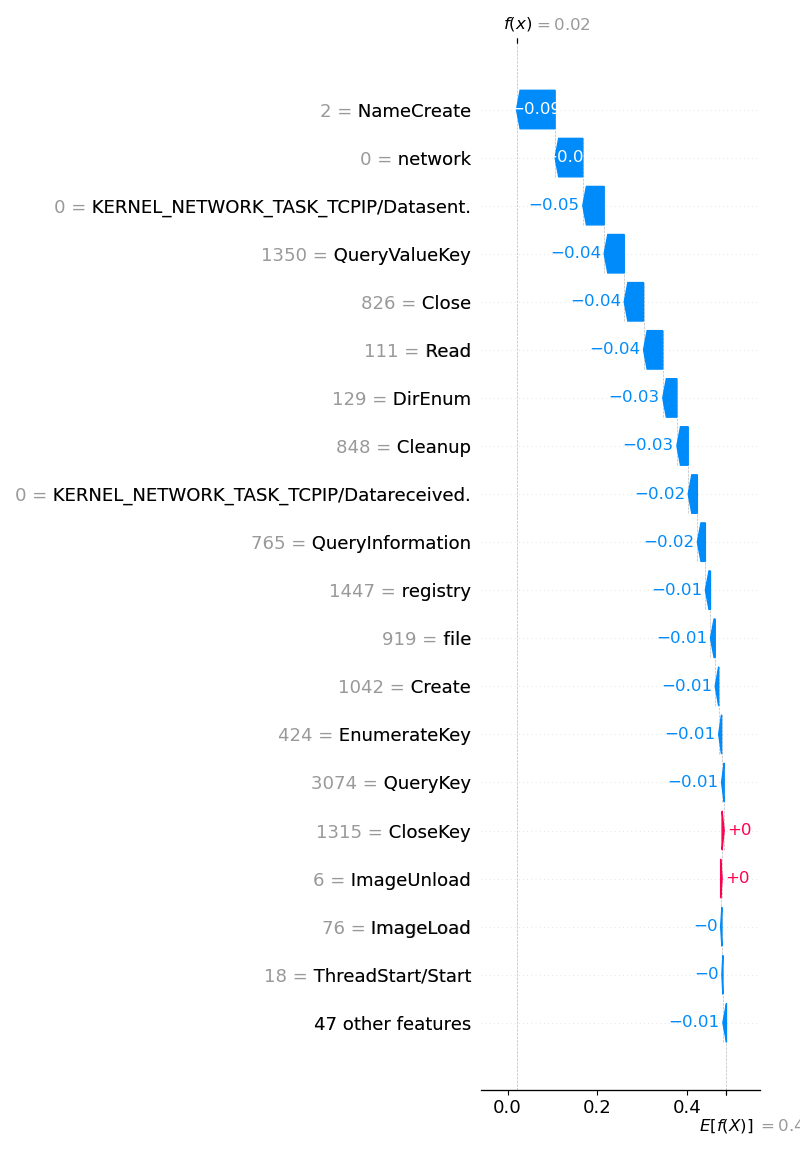 f(x) = 0.02
2 = NameCreate −0.09
0 = network
0 = KERNEL_NETWORK_TASK_TCPIP/Datasent. −0.05
1350 = QueryValueKey −0.04
826 = Close −0.04
111 = Read −0.04
129 = DirEnum −0.03
848 = Cleanup −0.03
0 = KERNEL_NETWORK_TASK_TCPIP/Datareceived. −0.02
765 = QueryInformation −0.02
1447 = registry −0.01
919 = file −0.01
1042 = Create −0.01
424 = EnumerateKey −0.01
3074 = QueryKey −0.01
1315 = CloseKey +0
6 = ImageUnload +0
76 = ImageLoad −0
18 = ThreadStart/Start −0
47 other features −0.01
0.0 0.2 0.4
E[f(X)] = 0.4